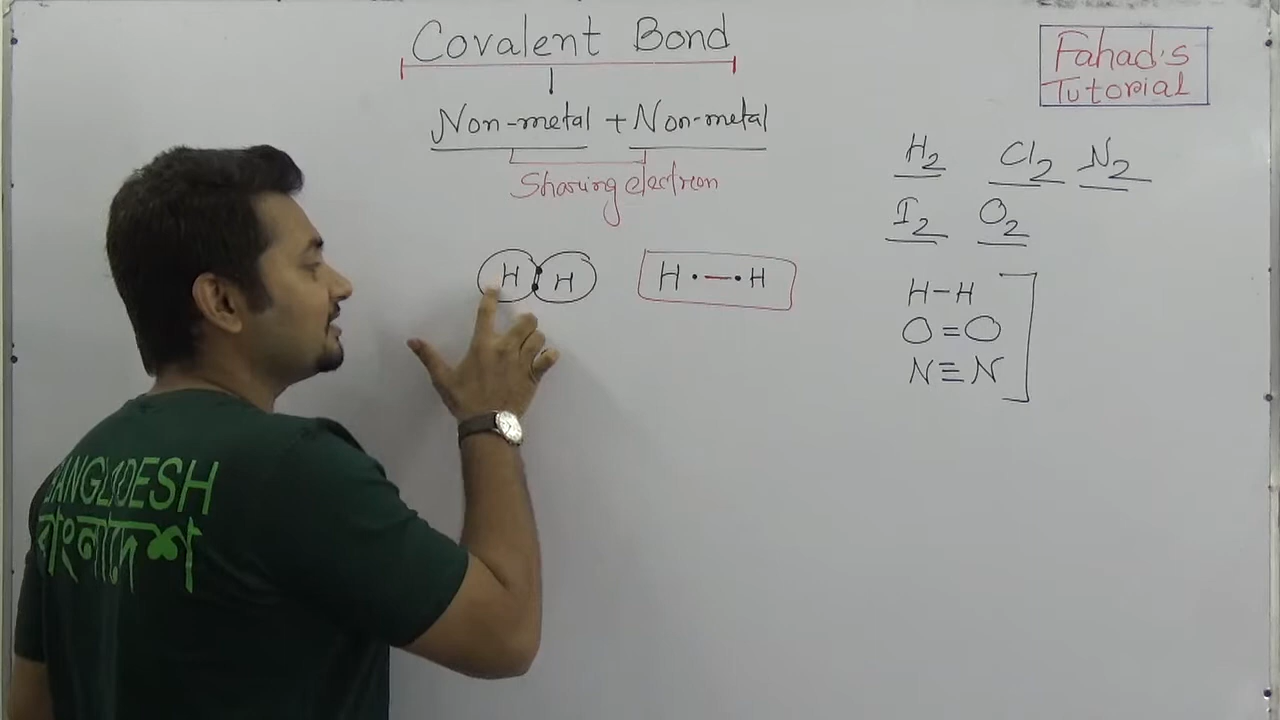 Covalent Bond
Non-metal + Non-metal
Sharing electron
H H
H · — · H
Fahad's
Tutorial
H₂ Cl₂ N₂
I₂ O₂
H–H
O=O
N≡N
BANGLADESH
বাংলাদেশ